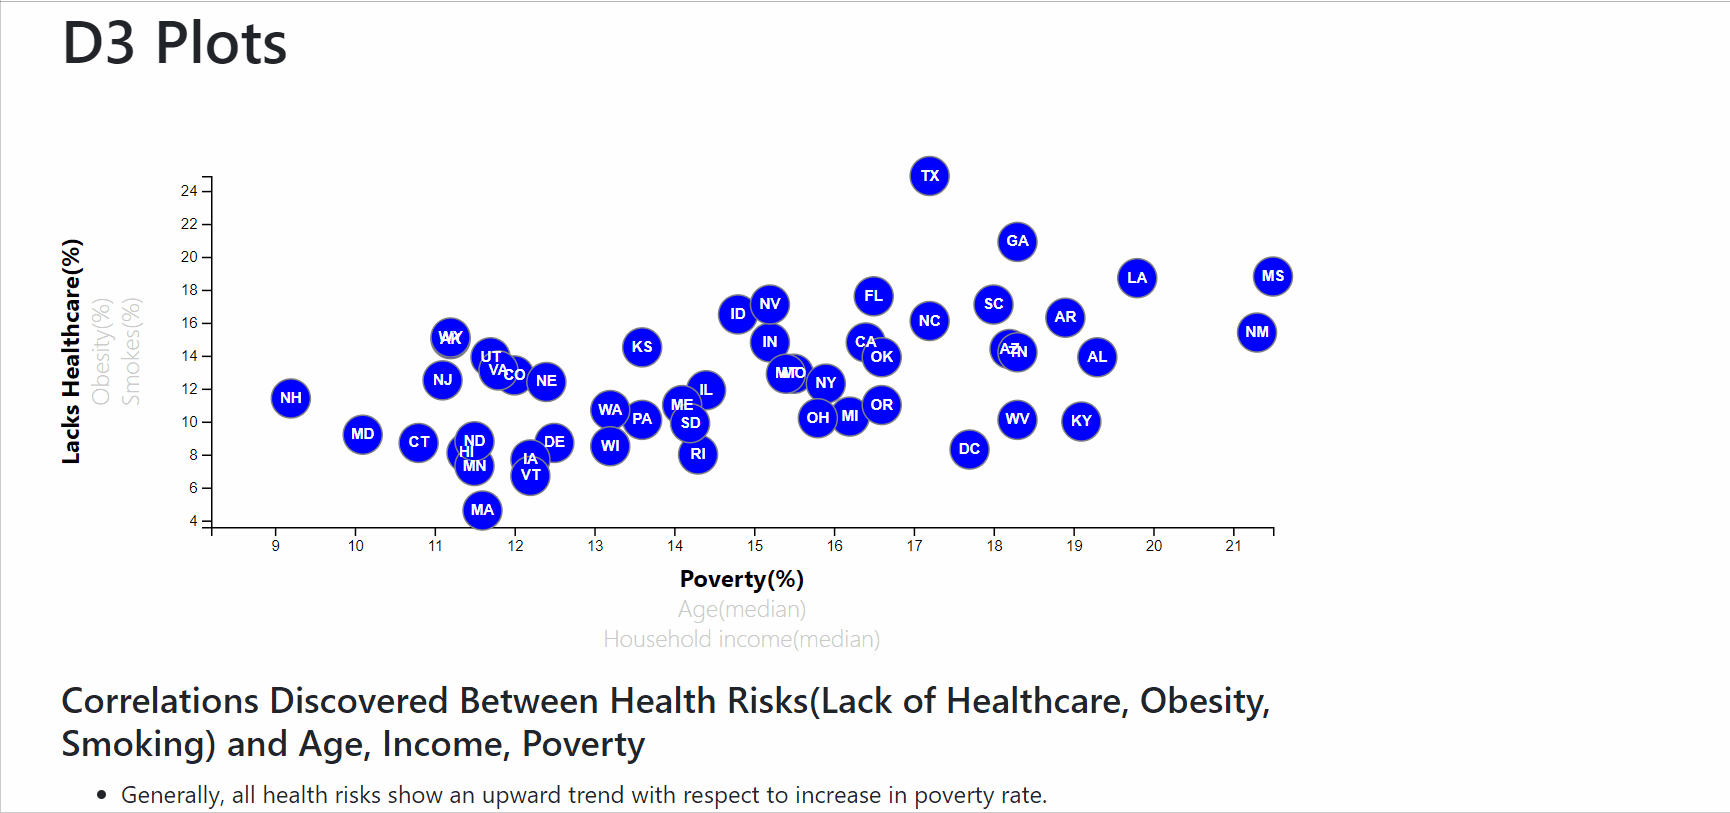 D3 Plots
TX
24
22
GA
20
LA
MS
18
FL
ID
NV
SC
NC
AR
16
NM
WY
KS
IN
CA
TN
14
UT
OK
AL
VA
CO
NJ
NE
NY
12
IL
NH
WA
ME
OR
PA
SD
OH
MI
WV
KY
10
MD
CT
ND
DE
WI
HI
DC
8
MN
IA
RI
VT
6
MA
4
Lacks Healthcare(%)
Obesity(%)
Smokes(%)
9 10 11 12 13 14 15 16 17 18 19 20 21
Poverty(%)
Age(median)
Household income(median)
Correlations Discovered Between Health Risks(Lack of Healthcare, Obesity,
Smoking) and Age, Income, Poverty
• Generally, all health risks show an upward trend with respect to increase in poverty rate.